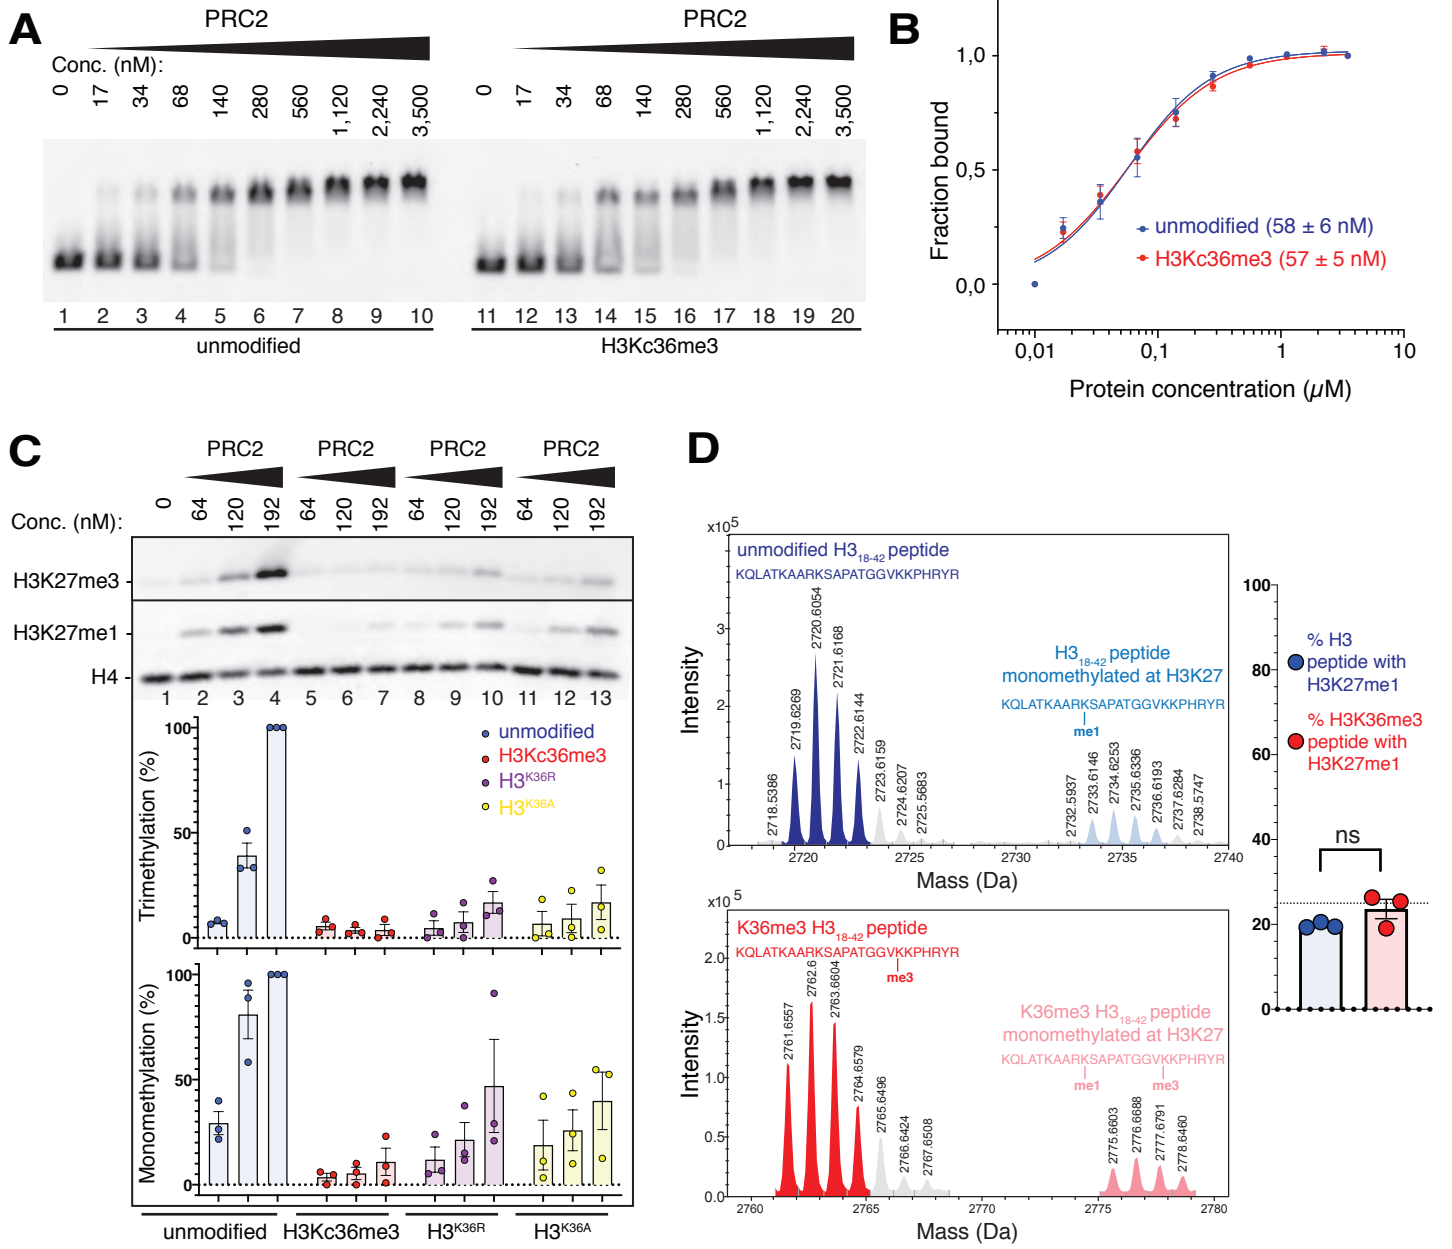 A
PRC2
PRC2
Conc. (nM):
0 17 34 68 140 280 560 1,120 2,240 3,500
0 17 34 68 140 280 560 1,120 2,240 3,500
1 2 3 4 5 6 7 8 9 10
11 12 13 14 15 16 17 18 19 20
unmodified
H3Kc36me3
B
Fraction bound
1,0
0,5
0,0
unmodified (58 ± 6 nM)
H3Kc36me3 (57 ± 5 nM)
0,01 0,1 1 10
Protein concentration (µM)
C
PRC2 PRC2 PRC2 PRC2
Conc. (nM):
0 64 120 192 64 120 192 64 120 192 64 120 192
H3K27me3
H3K27me1
H4
1 2 3 4 5 6 7 8 9 10 11 12 13
Trimethylation (%)
100
50
0
unmodified
H3Kc36me3
H3K36R
H3K36A
Monomethylation (%)
100
50
0
unmodified H3Kc36me3 H3K36R H3K36A
D
x10⁵
Intensity
3
2
1
0
unmodified H3₁₈₋₄₂ peptide
KQLATKAARKSAPATGGVKKPHRYR
2718.5386
2719.6269
2720.6054
2721.6168
2722.6144
2723.6159
2724.6207
2725.5683
H3₁₈₋₄₂ peptide
monomethylated at H3K27
KQLATKAARKSAPATGGVKKPHRYR
me1
2732.5937
2733.6146
2734.6253
2735.6336
2736.6193
2737.6284
2738.5747
2720 2725 2730 2735 2740
Mass (Da)
x10⁵
Intensity
2.0
1.5
1.0
0.5
0.0
K36me3 H3₁₈₋₄₂ peptide
KQLATKAARKSAPATGGVKKPHRYR
me3
2761.6557
2762.6
2763.6604
2764.6579
2765.6496
2766.6424
2767.6508
K36me3 H3₁₈₋₄₂ peptide
monomethylated at H3K27
KQLATKAARKSAPATGGVKKPHRYR
me1 me3
2775.6603
2776.6688
2777.6791
2778.6460
2760 2765 2770 2775 2780
Mass (Da)
100
80
60
40
20
0
% H3
peptide with
H3K27me1
% H3K36me3
peptide with
H3K27me1
ns